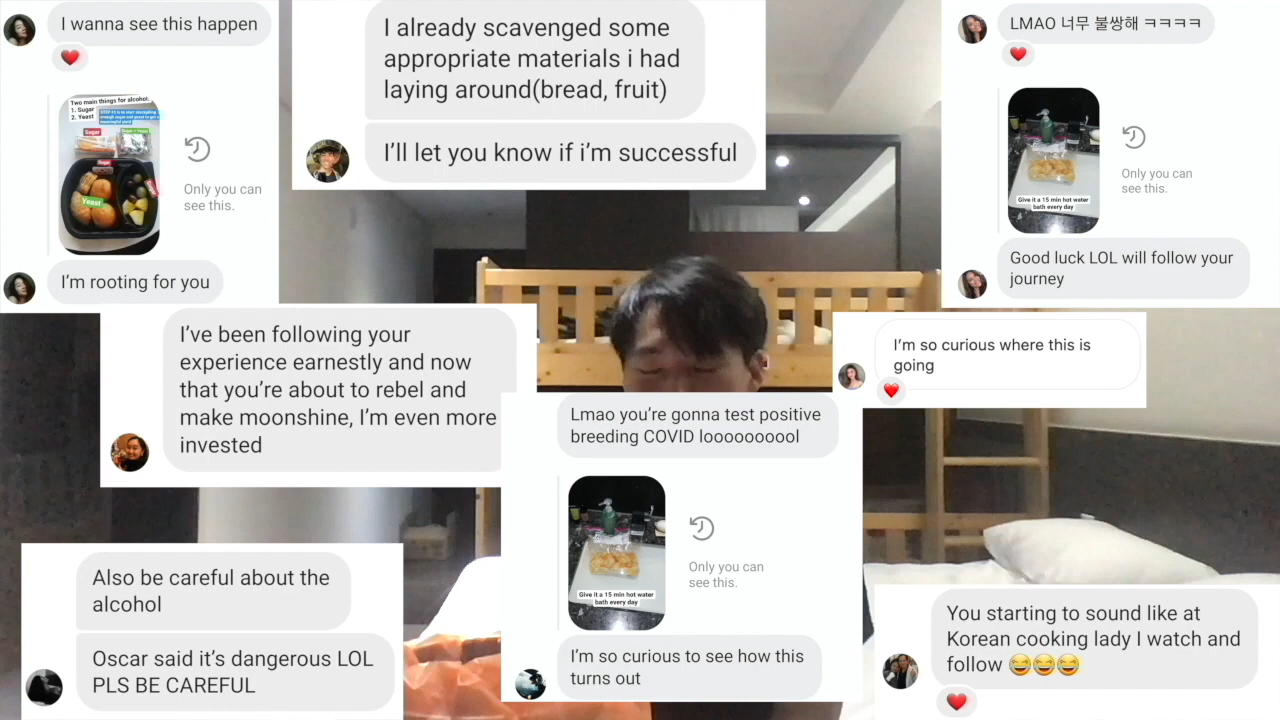 I wanna see this happen
Two main things for alcohol.
1. Sugar
2. Yeast
Sugar
Sugar
Yeast
Only you can
see this.
I'm rooting for you
I already scavenged some
appropriate materials i had
laying around(bread, fruit)
I'll let you know if i'm successful
LMAO 너무 불쌍해 ㅋㅋㅋㅋ
Give it a 15 min hot water
bath every day
Only you can
see this.
Good luck LOL will follow your
journey
I've been following your
experience earnestly and now
that you're about to rebel and
make moonshine, I'm even more
invested
I'm so curious where this is
going
Lmao you're gonna test positive
breeding COVID looooooooool
Give it a 15 min hot water
bath every day
Only you can
see this.
I'm so curious to see how this
turns out
Also be careful about the
alcohol
Oscar said it's dangerous LOL
PLS BE CAREFUL
You starting to sound like at
Korean cooking lady I watch and
follow 😂😂😂